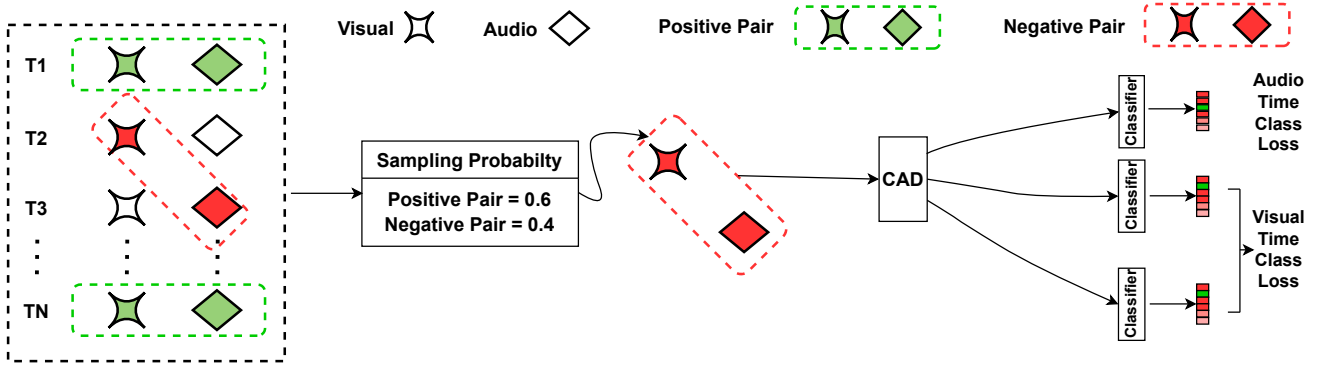 Visual
Audio
Positive Pair
Negative Pair
T1
T2
T3
TN
Sampling Probabilty
Positive Pair = 0.6
Negative Pair = 0.4
CAD
Classifier
Classifier
Classifier
Audio
Time
Class
Loss
Visual
Time
Class
Loss